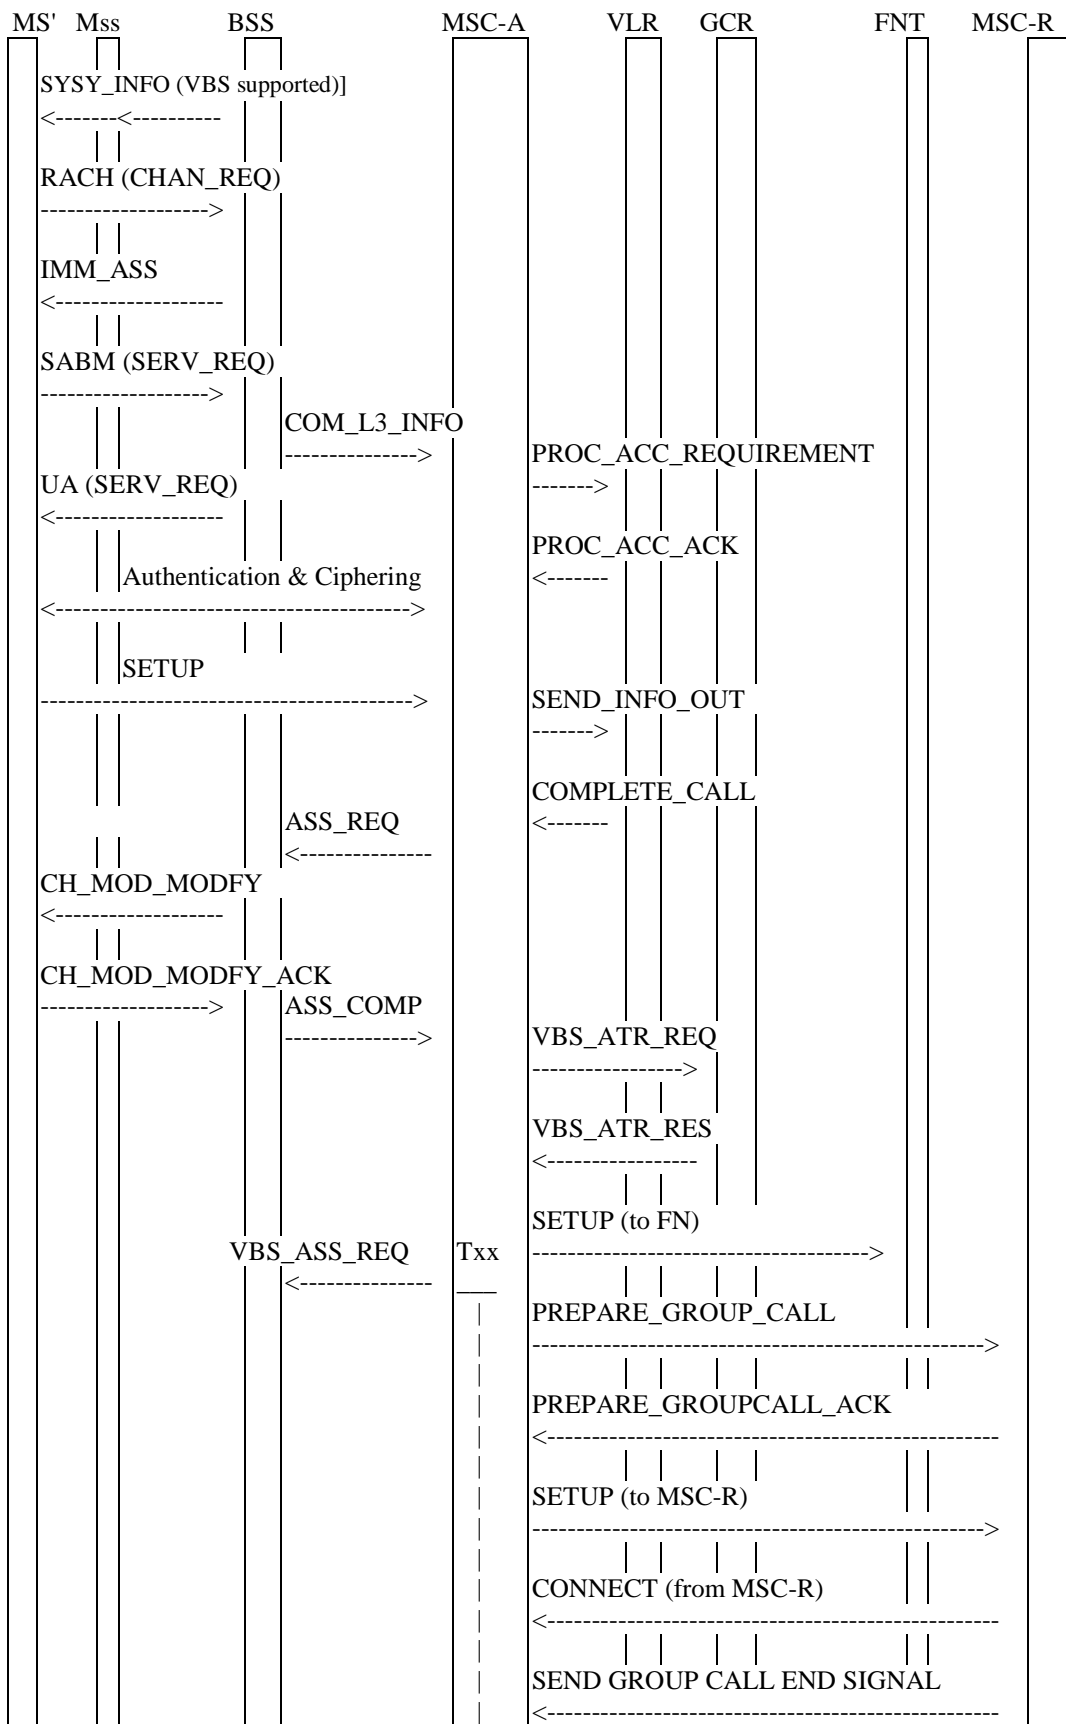 MS' Mss BSS MSC-A VLR GCR FNT MSC-R
SYSY_INFO (VBS supported)]
<-------<----------
RACH (CHAN_REQ)
------------------->
IMM_ASS
<-------------------
SABM (SERV_REQ)
------------------->
COM_L3_INFO
---------------> PROC_ACC_REQUIREMENT
UA (SERV_REQ) ------->
<-------------------
PROC_ACC_ACK
Authentication & Ciphering <-------
<---------------------------------------->
SETUP
------------------------------------------> SEND_INFO_OUT
------->
COMPLETE_CALL
ASS_REQ <-------
<---------------
CH_MOD_MODFY
<-------------------
CH_MOD_MODFY_ACK
-------------------> ASS_COMP
---------------> VBS_ATR_REQ
----------------->
VBS_ATR_RES
<-----------------
SETUP (to FN)
VBS_ASS_REQ Txx -------------------------------------->
<--------------- ___
PREPARE_GROUP_CALL
--------------------------------------------------->
PREPARE_GROUPCALL_ACK
<---------------------------------------------------
SETUP (to MSC-R)
--------------------------------------------------->
CONNECT (from MSC-R)
<---------------------------------------------------
SEND GROUP CALL END SIGNAL
<---------------------------------------------------